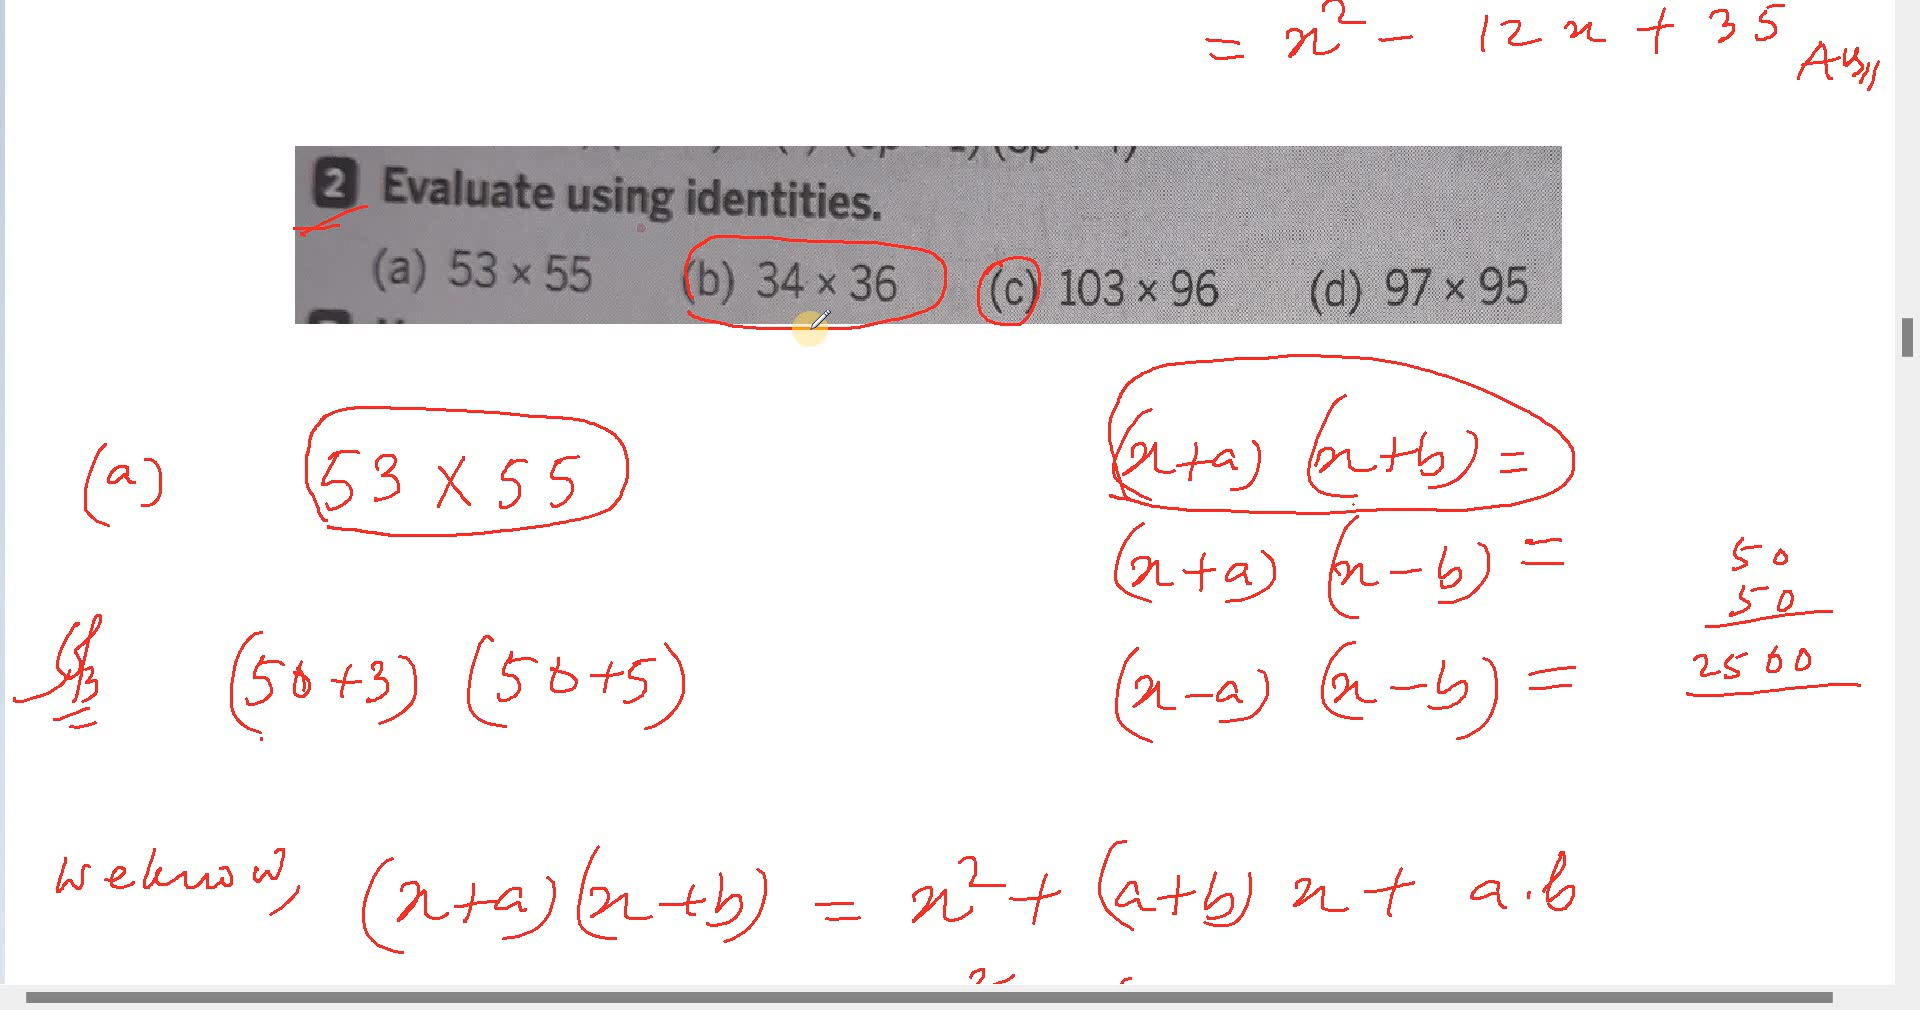 = x² - 12x + 35 Ans
2 Evaluate using identities.
(a) 53 × 55 (b) 34 × 36 (c) 103 × 96 (d) 97 × 95
(a) 53 × 55
(x+a) (x+b) =
(x+a) (x-b) =
(x-a) (x-b) =
50
50
2500
(50+3) (50+5)
we know, (x+a)(x+b) = x² + (a+b) x + a.b